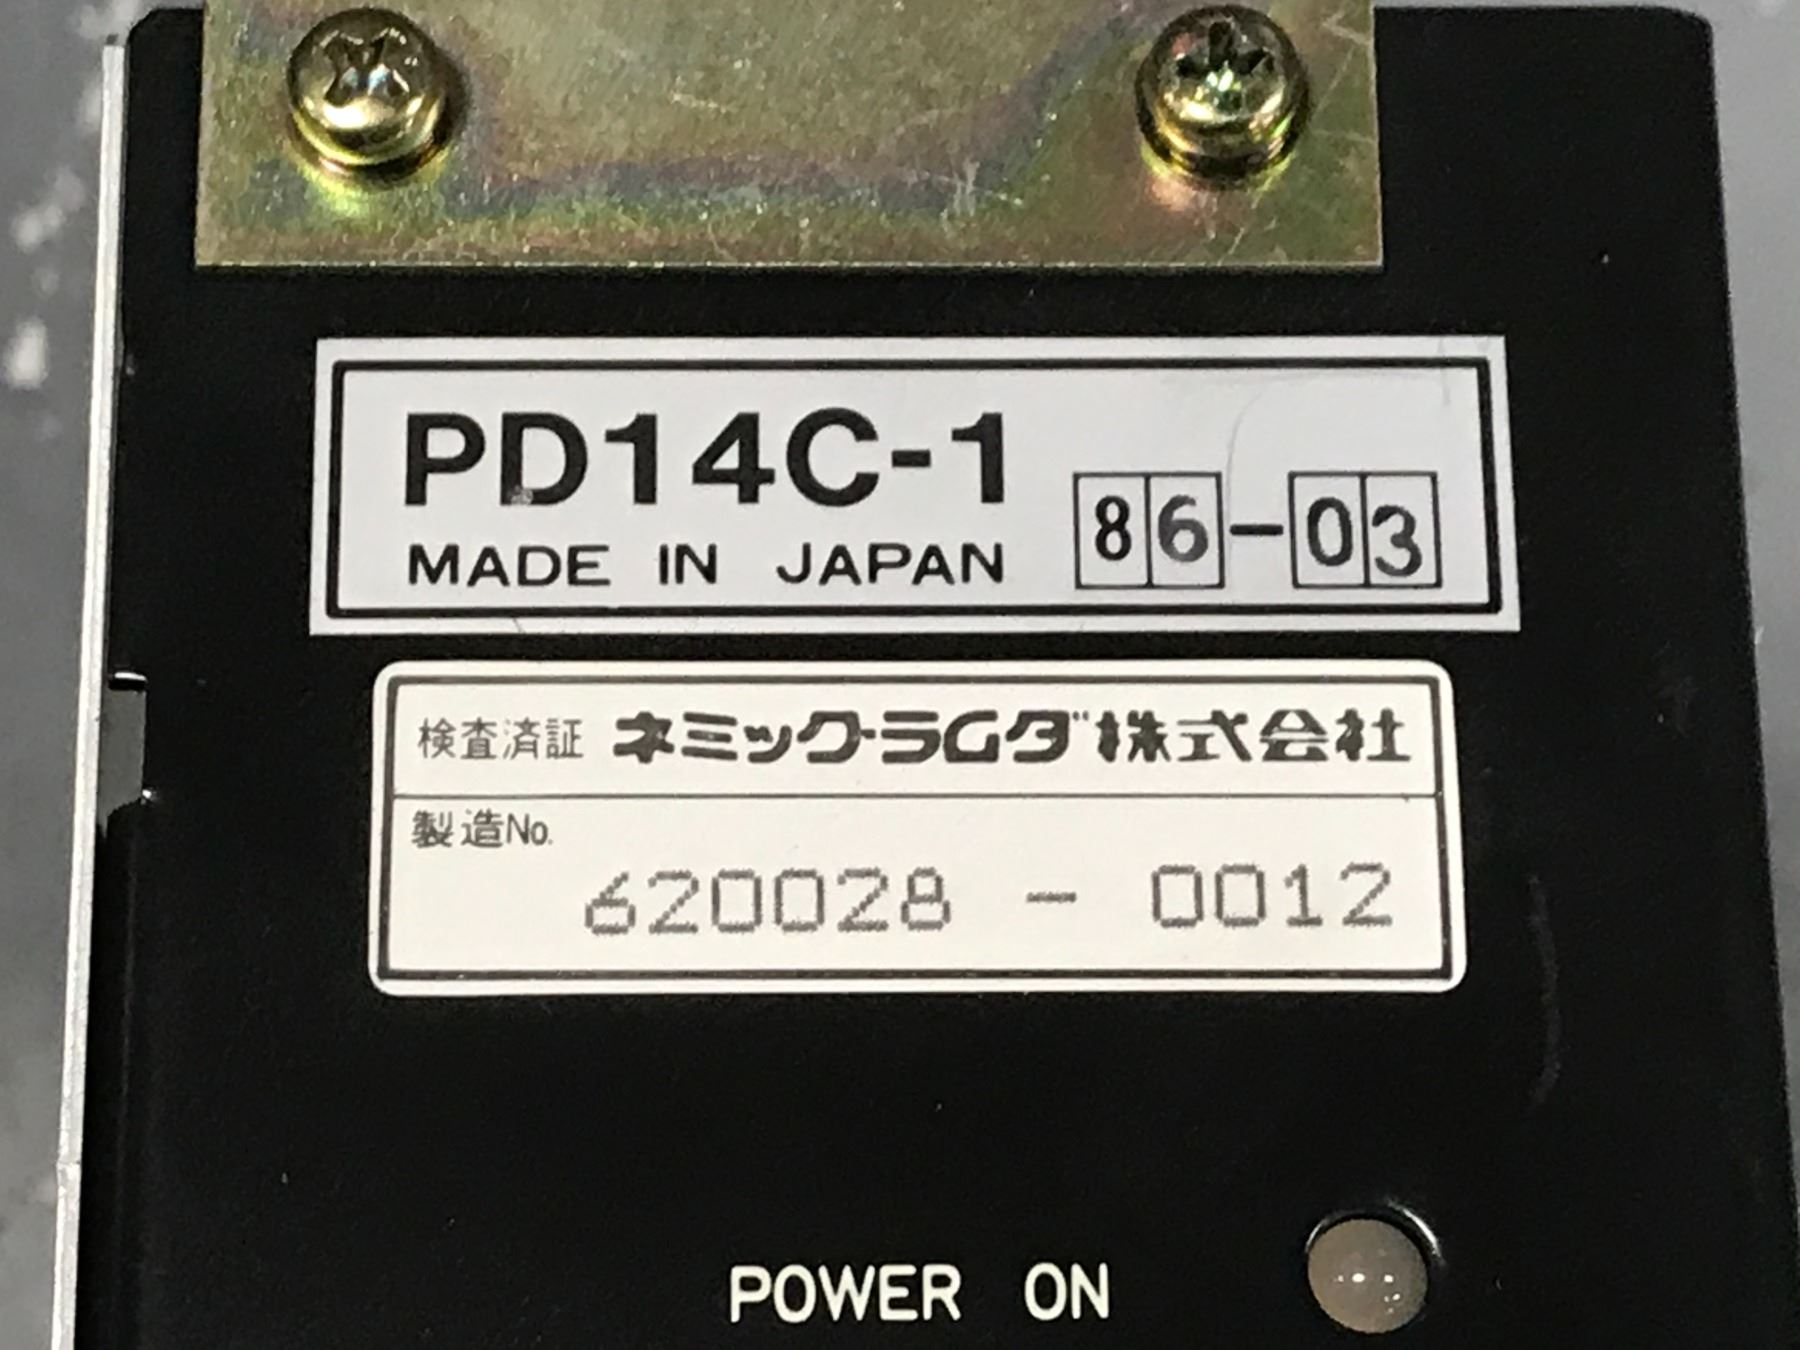 PD14C-1
MADE IN JAPAN 86-03
検査済証 ネミック・ラムダ株式会社
製造No.
620028 - 0012
POWER ON